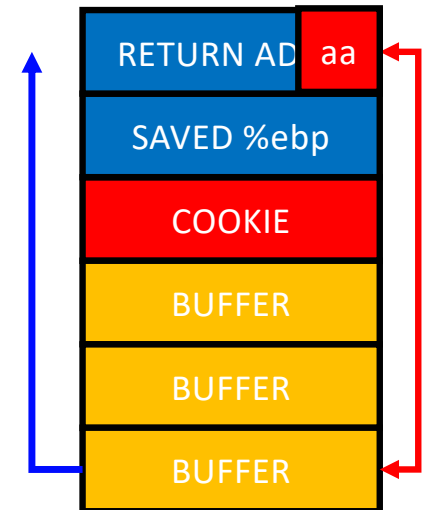 RETURN AD aa
SAVED %ebp
COOKIE
BUFFER
BUFFER
BUFFER